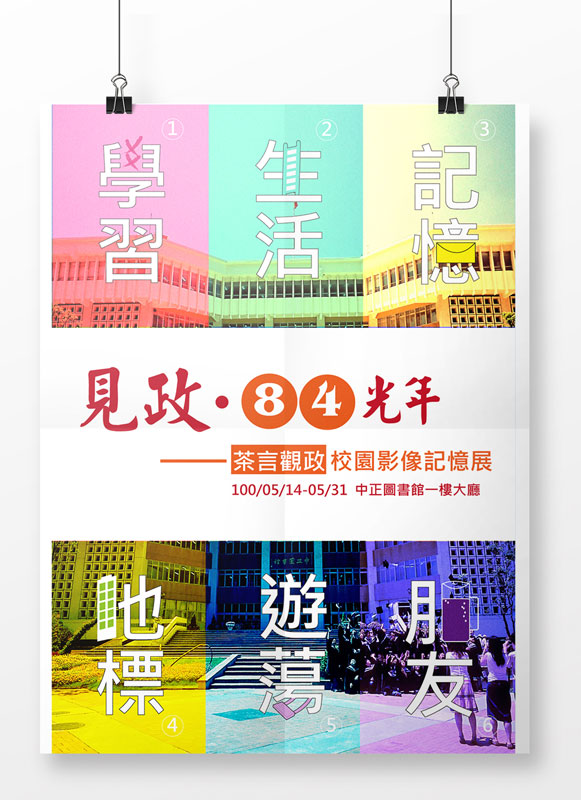 ① ② ③
學習 生活 記憶
見政·84光年
——茶言觀政 校園影像記憶展
100/05/14-05/31 中正圖書館一樓大廳
地標 遊蕩 朋友
④ ⑤ ⑥